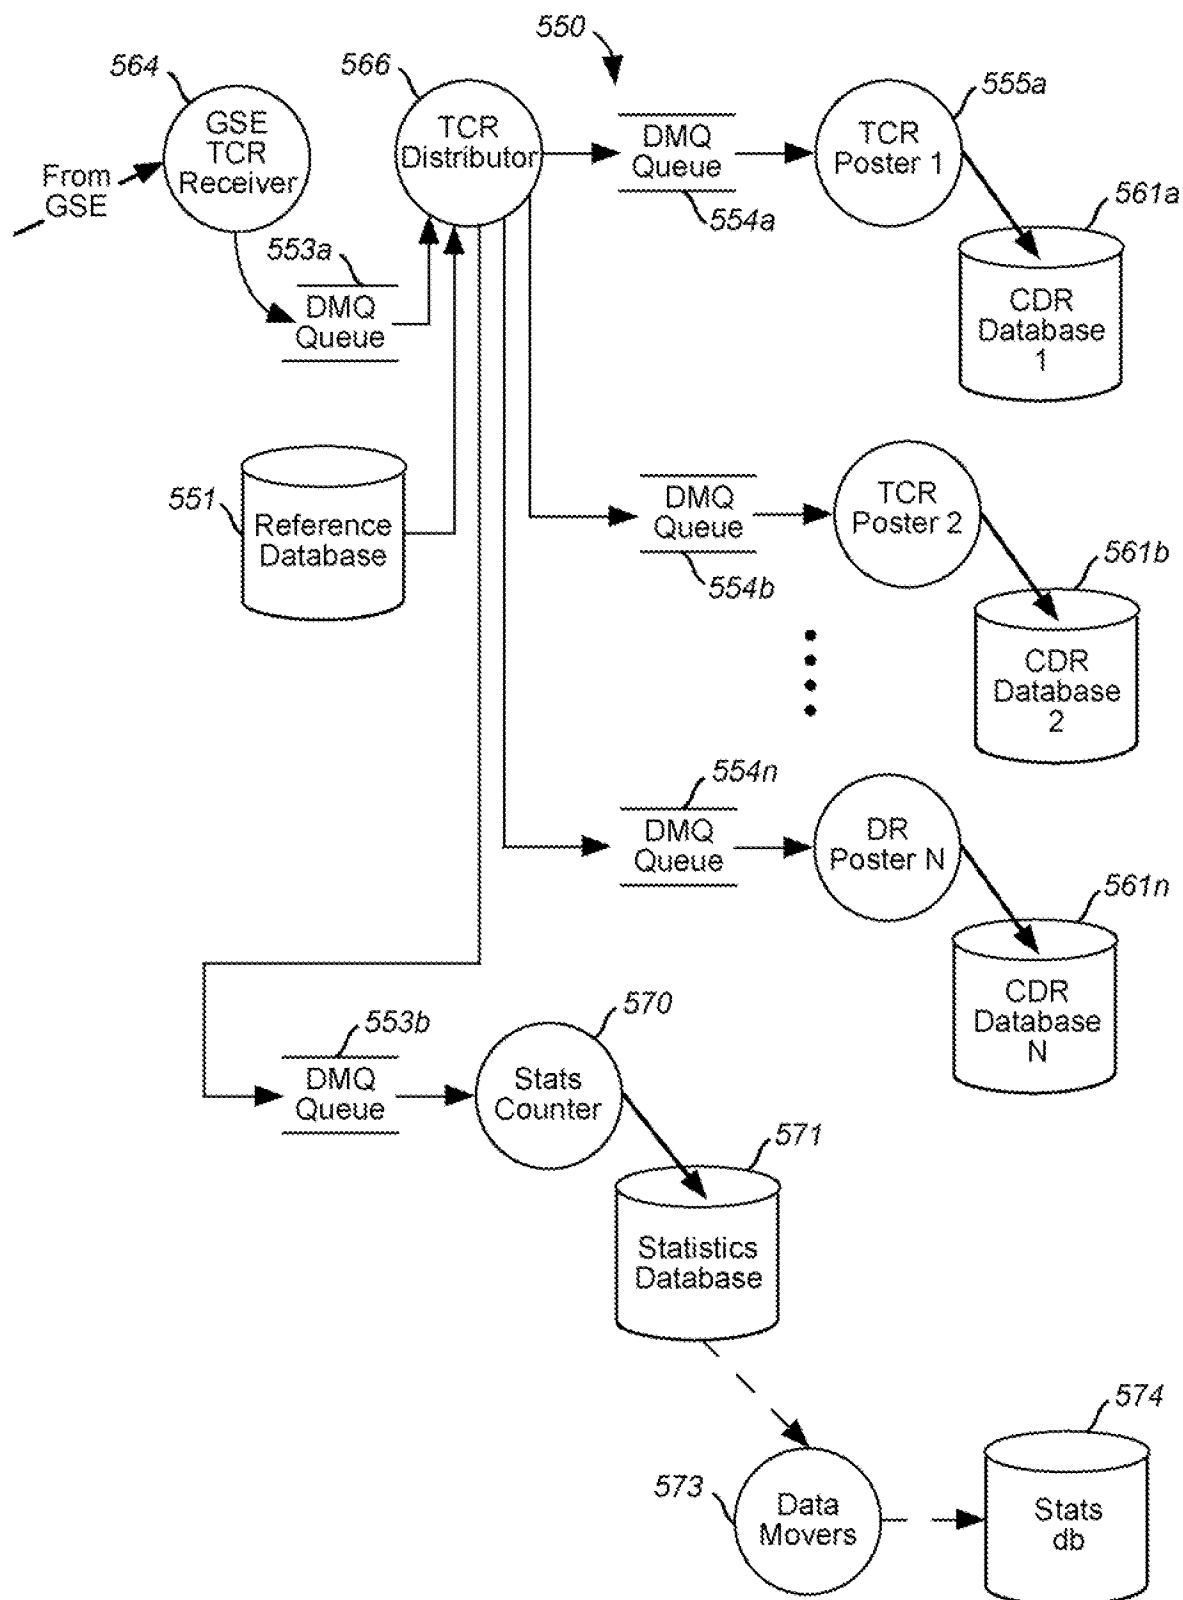 550
564
566
555a
GSE
TCR
Receiver
TCR
Distributor
DMQ
Queue
TCR
Poster 1
From
GSE
554a
561a
553a
DMQ
Queue
CDR
Database
1
551
Reference
Database
DMQ
Queue
TCR
Poster 2
554b
561b
CDR
Database
2
554n
DMQ
Queue
DR
Poster N
561n
CDR
Database
N
553b
570
DMQ
Queue
Stats
Counter
571
Statistics
Database
574
573
Data
Movers
Stats
db